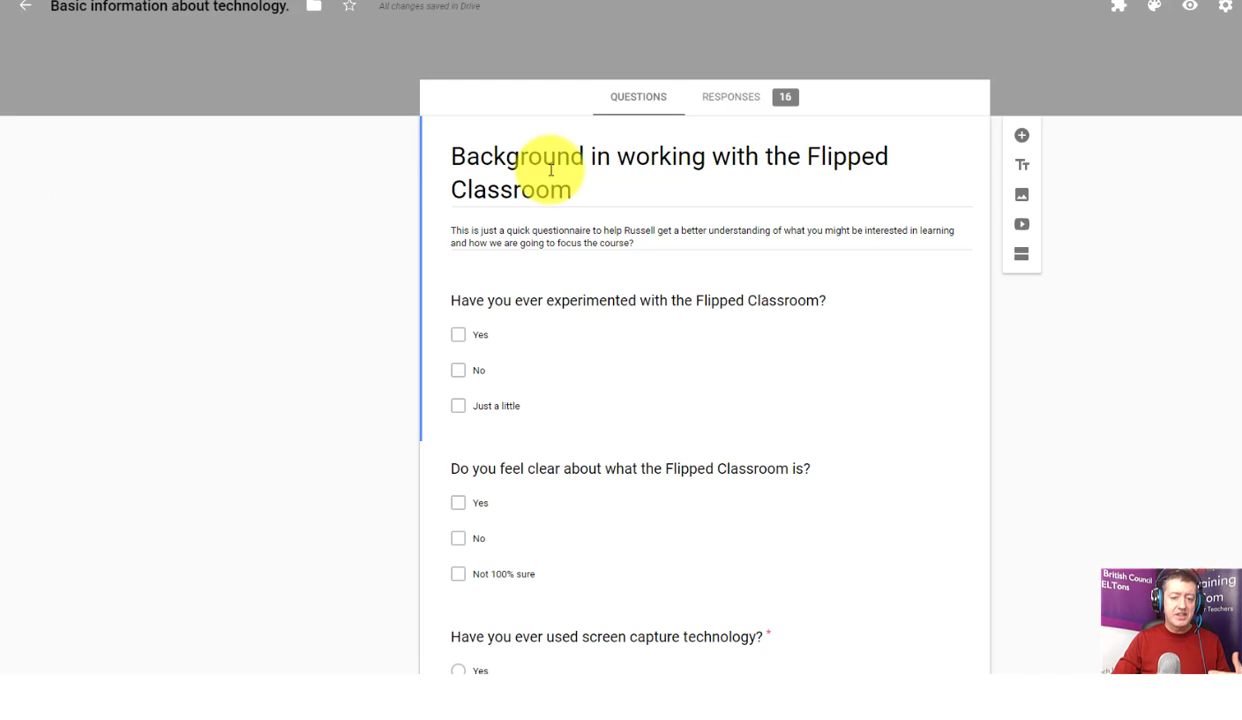 Basic information about technology.
All changes saved in Drive
QUESTIONS
RESPONSES 16
Background in working with the Flipped
Classroom
This is just a quick questionnaire to help Russell get a better understanding of what you might be interested in learning
and how we are going to focus the course?
Have you ever experimented with the Flipped Classroom?
Yes
No
Just a little
Do you feel clear about what the Flipped Classroom is?
Yes
No
Not 100% sure
Have you ever used screen capture technology? *
Yes
British Council
ELTons
aining
om
r Teachers